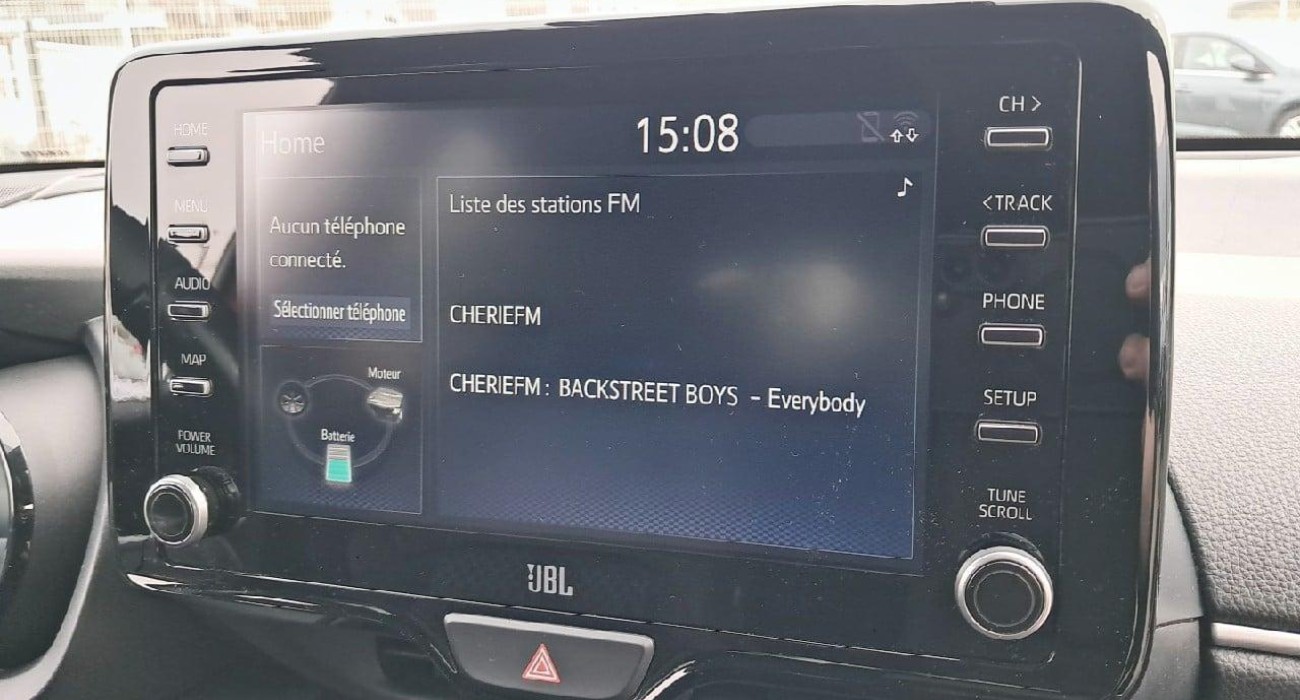 HOME
MENU
AUDIO
MAP
POWER
VOLUME
Home
15:08
Aucun téléphone
connecté.
Sélectionner téléphone
Moteur
Batterie
Liste des stations FM
CHERIEFM
CHERIEFM : BACKSTREET BOYS - Everybody
CH >
<TRACK
PHONE
SETUP
TUNE
SCROLL
JBL